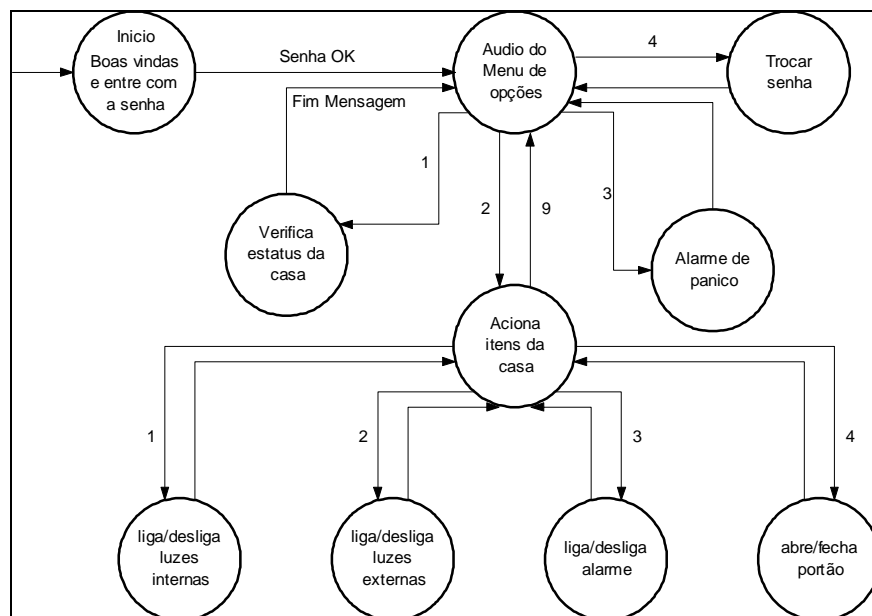 Inicio
Boas vindas
e entre com
a senha
Senha OK
Audio do
Menu de
opções
4
Trocar
senha
Fim Mensagem
1
2
9
3
Verifica
estatus da
casa
Alarme de
panico
Aciona
itens da
casa
1
2
3
4
liga/desliga
luzes
internas
liga/desliga
luzes
externas
liga/desliga
alarme
abre/fecha
portão